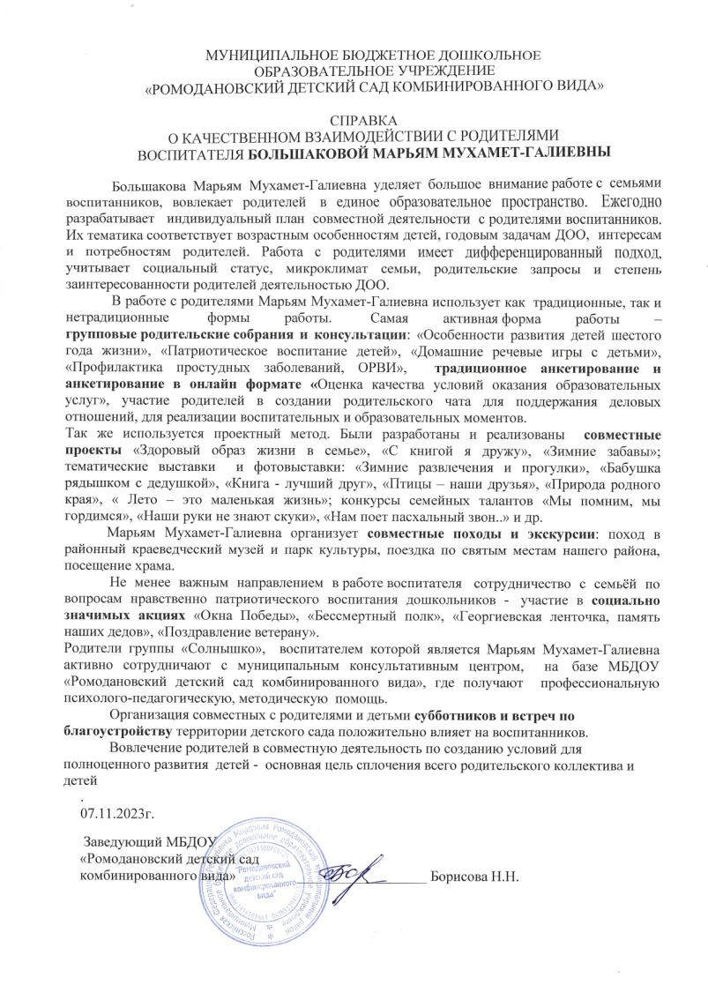 МУНИЦИПАЛЬНОЕ БЮДЖЕТНОЕ ДОШКОЛЬНОЕ
ОБРАЗОВАТЕЛЬНОЕ УЧРЕЖДЕНИЕ
«РОМОДАНОВСКИЙ ДЕТСКИЙ САД КОМБИНИРОВАННОГО ВИДА»
СПРАВКА
О КАЧЕСТВЕННОМ ВЗАИМОДЕЙСТВИИ С РОДИТЕЛЯМИ
ВОСПИТАТЕЛЯ БОЛЬШАКОВОЙ МАРЬЯМ МУХАМЕТ-ГАЛИЕВНЫ
Большакова Марьям Мухамет-Галиевна уделяет большое внимание работе с семьями
воспитанников, вовлекает родителей в единое образовательное пространство. Ежегодно
разрабатывает индивидуальный план совместной деятельности с родителями воспитанников.
Их тематика соответствует возрастным особенностям детей, годовым задачам ДОО, интересам
и потребностям родителей. Работа с родителями имеет дифференцированный подход,
учитывает социальный статус, микроклимат семьи, родительские запросы и степень
заинтересованности родителей деятельностью ДОО.
В работе с родителями Марьям Мухамет-Галиевна использует как традиционные, так и
нетрадиционные формы работы. Самая активная форма работы –
групповые родительские собрания и консультации: «Особенности развития детей шестого
года жизни», «Патриотическое воспитание детей», «Домашние речевые игры с детьми»,
«Профилактика простудных заболеваний, ОРВИ», традиционное анкетирование и
анкетирование в онлайн формате «Оценка качества условий оказания образовательных
услуг», участие родителей в создании родительского чата для поддержания деловых
отношений, для реализации воспитательных и образовательных моментов.
Так же используется проектный метод. Были разработаны и реализованы совместные
проекты «Здоровый образ жизни в семье», «С книгой я дружу», «Зимние забавы»;
тематические выставки и фотовыставки: «Зимние развлечения и прогулки», «Бабушка
рядышком с дедушкой», «Книга - лучший друг», «Птицы – наши друзья», «Природа родного
края», « Лето – это маленькая жизнь»; конкурсы семейных талантов «Мы помним, мы
гордимся», «Наши руки не знают скуки», «Нам поет пасхальный звон..» и др.
Марьям Мухамет-Галиевна организует совместные походы и экскурсии: поход в
районный краеведческий музей и парк культуры, поездка по святым местам нашего района,
посещение храма.
Не менее важным направлением в работе воспитателя сотрудничество с семьёй по
вопросам нравственно патриотического воспитания дошкольников - участие в социально
значимых акциях «Окна Победы», «Бессмертный полк», «Георгиевская ленточка, память
наших дедов», «Поздравление ветерану».
Родители группы «Солнышко», воспитателем которой является Марьям Мухамет-Галиевна
активно сотрудничают с муниципальным консультативным центром, на базе МБДОУ
«Ромодановский детский сад комбинированного вида», где получают профессиональную
психолого-педагогическую, методическую помощь.
Организация совместных с родителями и детьми субботников и встреч по
благоустройству территории детского сада положительно влияет на воспитанников.
Вовлечение родителей в совместную деятельность по созданию условий для
полноценного развития детей - основная цель сплочения всего родительского коллектива и
детей
.
07.11.2023г.
Заведующий МБДОУ
«Ромодановский детский сад
комбинированного вида» Борисова Н.Н.
"Ромодановский
детский сад
комбинированного
вида"